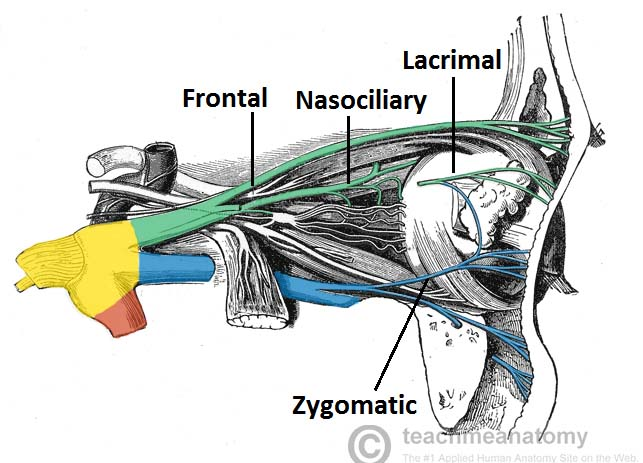 Lacrimal
Frontal
Nasociliary
Zygomatic
© teachmeanatomy
The #1 Applied Human Anatomy Site on the Web.